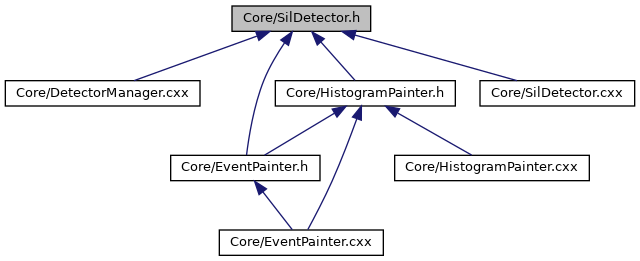 Core/SilDetector.h
Core/DetectorManager.cxx
Core/HistogramPainter.h
Core/SilDetector.cxx
Core/EventPainter.h
Core/HistogramPainter.cxx
Core/EventPainter.cxx